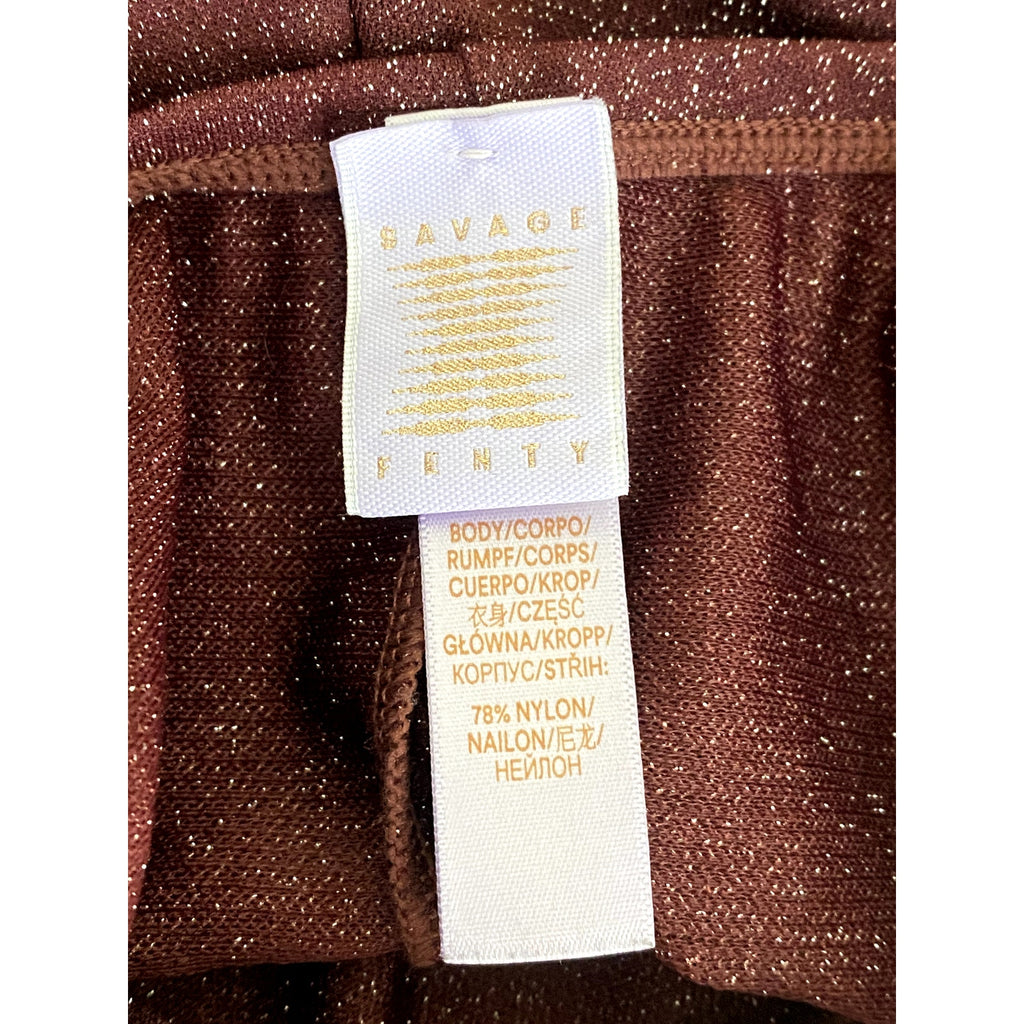 SAVAGE
FENTY
BODY/CORPO/
RUMPF/CORPS/
CUERPO/KROP/
衣身/CZĘŚĆ
GŁÓWNA/KROPP/
КОРПУС/STŘIH:
78% NYLON/
NAILON/尼龙/
НЕЙЛОН